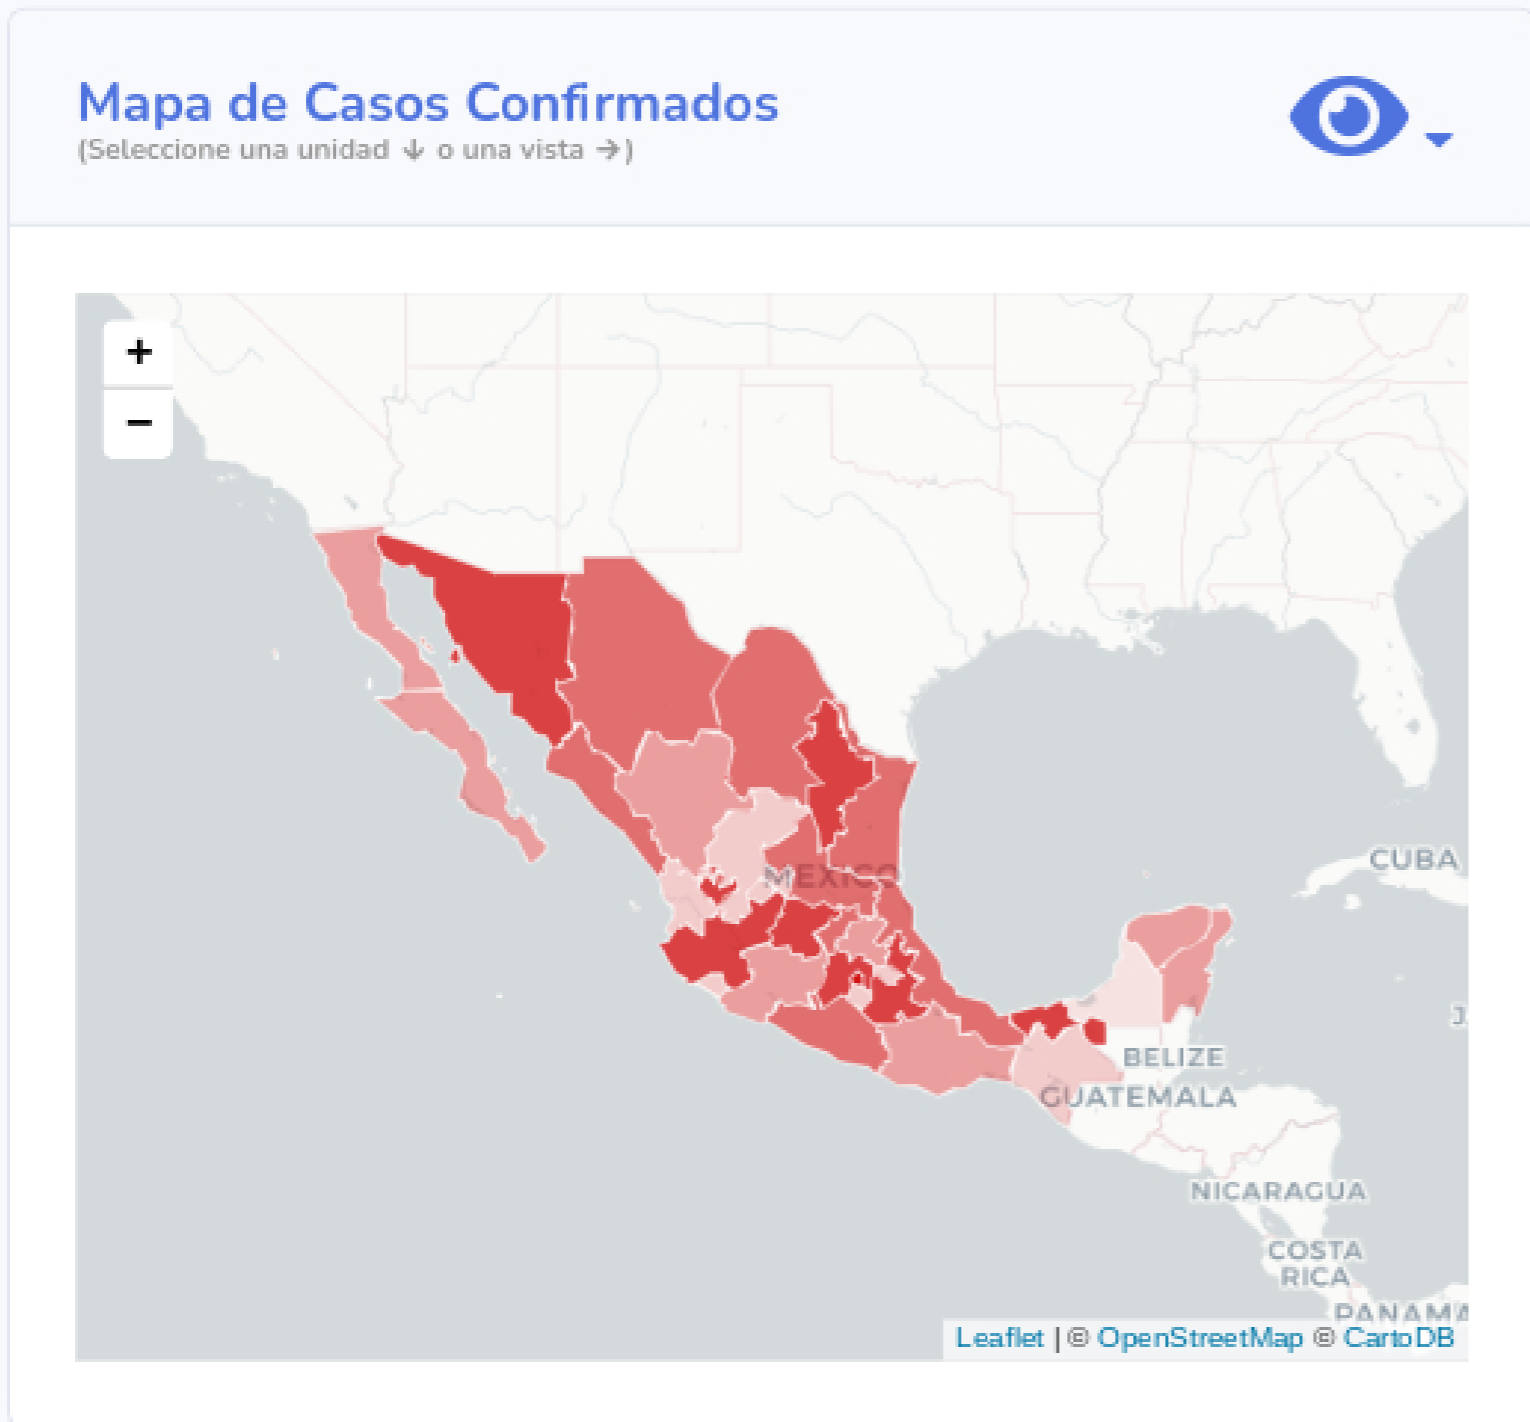 Mapa de Casos Confirmados
(Seleccione una unidad ↓ o una vista →)
+
−
MEXICO
CUBA
J
BELIZE
GUATEMALA
NICARAGUA
COSTA
RICA
PANAMA
Leaflet | © OpenStreetMap © CartoDB